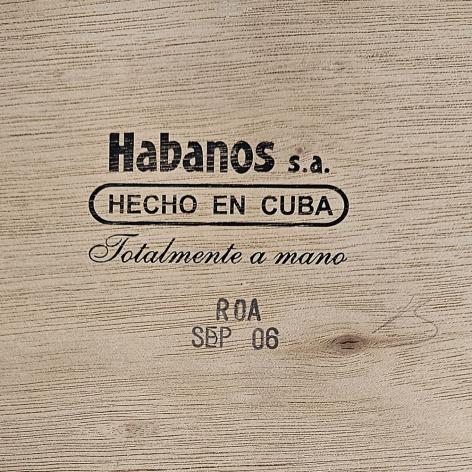 Habanos s.a.
HECHO EN CUBA
Totalmente a mano
ROA
SEP 06